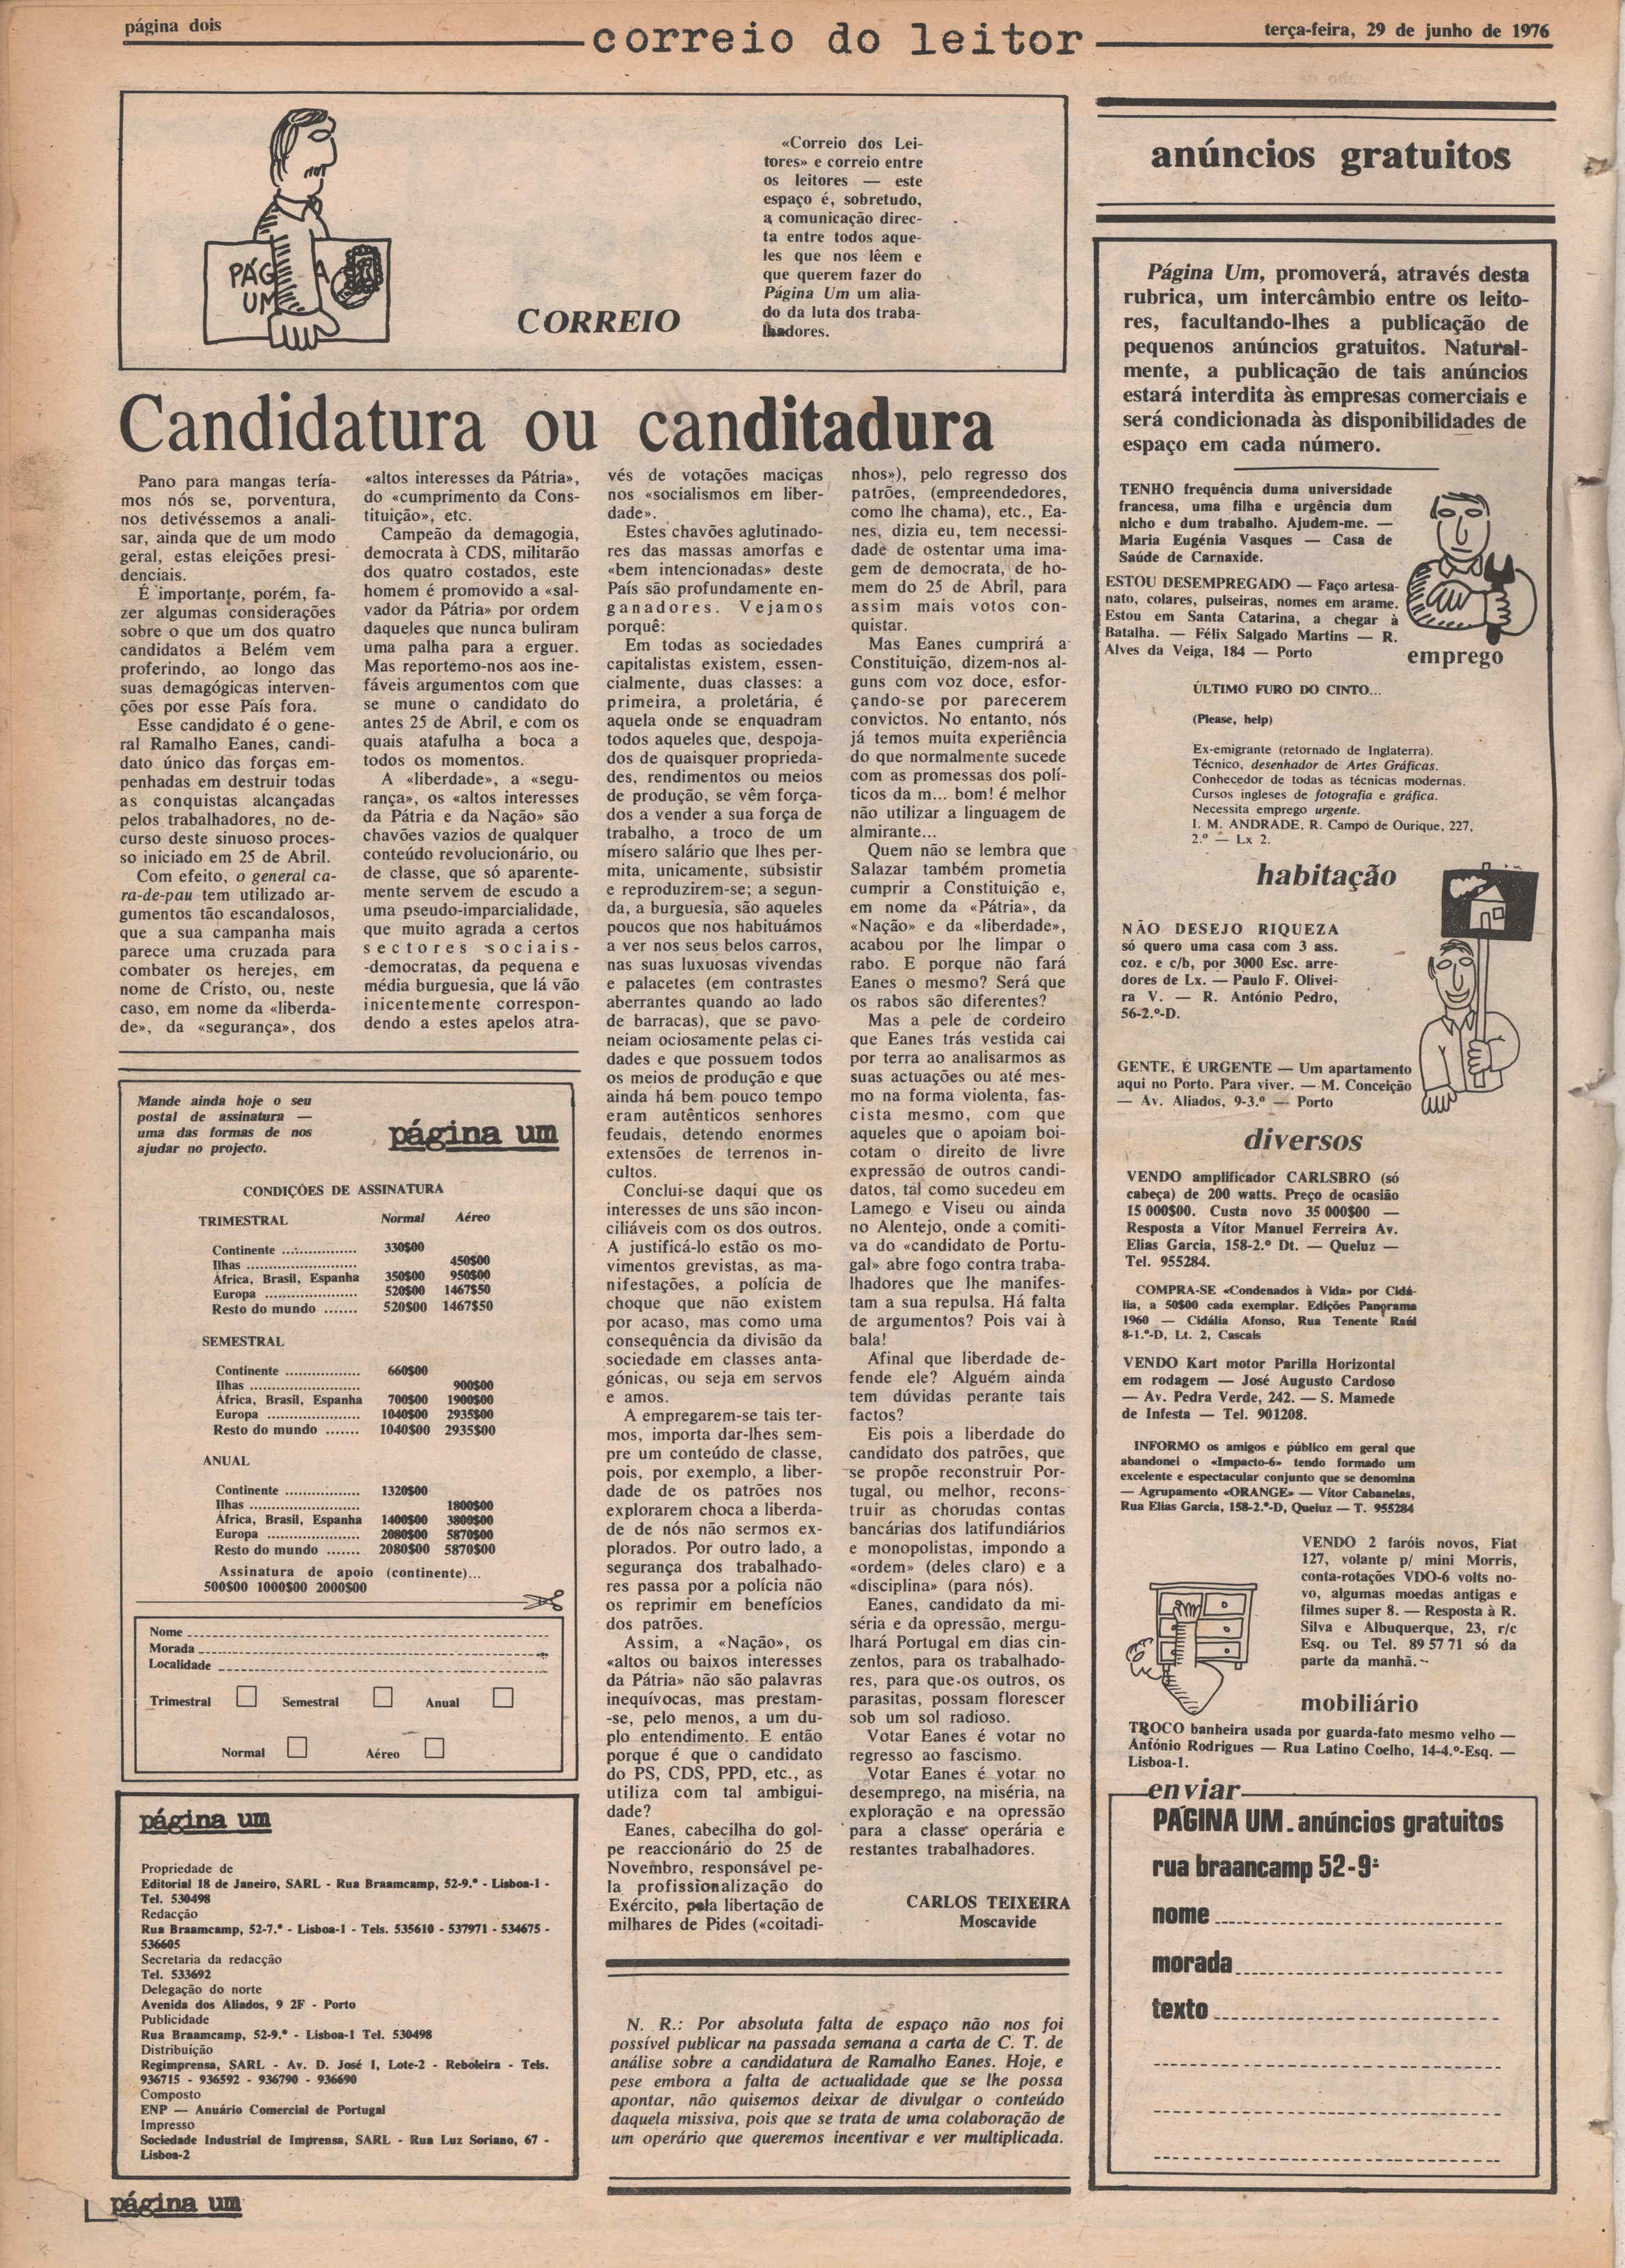 página dois
correio do leitor
terça-feira, 29 de junho de 1976
PÁG A
UM
CORREIO
«Correio dos Lei-
tores» e correio entre
os leitores — este
espaço é, sobretudo,
a comunicação direc-
ta entre todos aque-
les que nos lêem e
que querem fazer do
Página Um um alia-
do da luta dos traba-
lhadores.
Candidatura ou canditadura
Pano para mangas tería-
mos nós se, porventura,
nos detivéssemos a anali-
sar, ainda que de um modo
geral, estas eleições presi-
denciais.
É importante, porém, fa-
zer algumas considerações
sobre o que um dos quatro
candidatos a Belém vem
proferindo, ao longo das
suas demagógicas interven-
ções por esse País fora.
Esse candidato é o gene-
ral Ramalho Eanes, candi-
dato único das forças em-
penhadas em destruir todas
as conquistas alcançadas
pelos trabalhadores, no de-
curso deste sinuoso proces-
so iniciado em 25 de Abril.
Com efeito, o general ca-
ra-de-pau tem utilizado ar-
gumentos tão escandalosos,
que a sua campanha mais
parece uma cruzada para
combater os herejes, em
nome de Cristo, ou, neste
caso, em nome da «liberda-
de», da «segurança», dos
«altos interesses da Pátria»,
do «cumprimento da Cons-
tituição», etc.
Campeão da demagogia,
democrata à CDS, militarão
dos quatro costados, este
homem é promovido a «sal-
vador da Pátria» por ordem
daqueles que nunca buliram
uma palha para a erguer.
Mas reportemo-nos aos ine-
fáveis argumentos com que
se mune o candidato do
antes 25 de Abril, e com os
quais atafulha a boca a
todos os momentos.
A «liberdade», a «segu-
rança», os «altos interesses
da Pátria e da Nação» são
chavões vazios de qualquer
conteúdo revolucionário, ou
de classe, que só aparente-
mente servem de escudo a
uma pseudo-imparcialidade,
que muito agrada a certos
sectores sociais-
-democratas, da pequena e
média burguesia, que lá vão
inicentemente correspon-
dendo a estes apelos atra-
vés de votações maciças
nos «socialismos em liber-
dade».
Estes chavões aglutinado-
res das massas amorfas e
«bem intencionadas» deste
País são profundamente en-
ganadores. Vejamos
porquê:
Em todas as sociedades
capitalistas existem, essen-
cialmente, duas classes: a
primeira, a proletária, é
aquela onde se enquadram
todos aqueles que, despoja-
dos de quaisquer proprieda-
des, rendimentos ou meios
de produção, se vêm força-
dos a vender a sua força de
trabalho, a troco de um
mísero salário que lhes per-
mita, unicamente, subsistir
e reproduzirem-se; a segun-
da, a burguesia, são aqueles
poucos que nos habituámos
a ver nos seus belos carros,
nas suas luxuosas vivendas
e palacetes (em contrastes
aberrantes quando ao lado
de barracas), que se pavo-
neiam ociosamente pelas ci-
dades e que possuem todos
os meios de produção e que
ainda há bem pouco tempo
eram autênticos senhores
feudais, detendo enormes
extensões de terrenos in-
cultos.
Conclui-se daqui que os
interesses de uns são incon-
ciliáveis com os dos outros.
A justificá-lo estão os mo-
vimentos grevistas, as ma-
nifestações, a polícia de
choque que não existem
por acaso, mas como uma
consequência da divisão da
sociedade em classes anta-
gónicas, ou seja em servos
e amos.
A empregarem-se tais ter-
mos, importa dar-lhes sem-
pre um conteúdo de classe,
pois, por exemplo, a liber-
dade de os patrões nos
explorarem choca a liberda-
de de nós não sermos ex-
plorados. Por outro lado, a
segurança dos trabalhado-
res passa por a polícia não
os reprimir em benefícios
dos patrões.
Assim, a «Nação», os
«altos ou baixos interesses
da Pátria» não são palavras
inequívocas, mas prestam-
-se, pelo menos, a um du-
plo entendimento. E então
porque é que o candidato
do PS, CDS, PPD, etc., as
utiliza com tal ambigui-
dade?
Eanes, cabecilha do gol-
pe reaccionário do 25 de
Novembro, responsável pe-
la profissionalização do
Exército, pela libertação de
milhares de Pides («coitadi-
nhos»), pelo regresso dos
patrões, (empreendedores,
como lhe chama), etc., Ea-
nes, dizia eu, tem necessi-
dade de ostentar uma ima-
gem de democrata, de ho-
mem do 25 de Abril, para
assim mais votos con-
quistar.
Mas Eanes cumprirá a
Constituição, dizem-nos al-
guns com voz doce, esfor-
çando-se por parecerem
convictos. No entanto, nós
já temos muita experiência
do que normalmente sucede
com as promessas dos polí-
ticos da m... bom! é melhor
não utilizar a linguagem de
almirante...
Quem não se lembra que
Salazar também prometia
cumprir a Constituição e,
em nome da «Pátria», da
«Nação» e da «liberdade»,
acabou por lhe limpar o
rabo. E porque não fará
Eanes o mesmo? Será que
os rabos são diferentes?
Mas a pele de cordeiro
que Eanes trás vestida cai
por terra ao analisarmos as
suas actuações ou até mes-
mo na forma violenta, fas-
cista mesmo, com que
aqueles que o apoiam boi-
cotam o direito de livre
expressão de outros candi-
datos, tal como sucedeu em
Lamego e Viseu ou ainda
no Alentejo, onde a comiti-
va do «candidato de Portu-
gal» abre fogo contra traba-
lhadores que lhe manifes-
tam a sua repulsa. Há falta
de argumentos? Pois vai à
bala!
Afinal que liberdade de-
fende ele? Alguém ainda
tem dúvidas perante tais
factos?
Eis pois a liberdade do
candidato dos patrões, que
se propõe reconstruir Por-
tugal, ou melhor, recons-
truir as chorudas contas
bancárias dos latifundiários
e monopolistas, impondo a
«ordem» (deles claro) e a
«disciplina» (para nós).
Eanes, candidato da mi-
séria e da opressão, mergu-
lhará Portugal em dias cin-
zentos, para os trabalhado-
res, para que os outros, os
parasitas, possam florescer
sob um sol radioso.
Votar Eanes é votar no
regresso ao fascismo.
Votar Eanes é votar no
desemprego, na miséria, na
exploração e na opressão
para a classe operária e
restantes trabalhadores.
CARLOS TEIXEIRA
Moscavide
N. R.: Por absoluta falta de espaço não nos foi
possível publicar na passada semana a carta de C. T. de
análise sobre a candidatura de Ramalho Eanes. Hoje, e
pese embora a falta de actualidade que se lhe possa
apontar, não quisemos deixar de divulgar o conteúdo
daquela missiva, pois que se trata de uma colaboração de
um operário que queremos incentivar e ver multiplicada.
Mande ainda hoje o seu
postal de assinatura —
uma das formas de nos
ajudar no projecto.
página um
CONDIÇÕES DE ASSINATURA
TRIMESTRAL Normal Aéreo
Continente ................ 330$00
Ilhas ........................ 450$00
África, Brasil, Espanha 350$00 950$00
Europa ..................... 520$00 1467$50
Resto do mundo ....... 520$00 1467$50
SEMESTRAL
Continente ................. 660$00
Ilhas ........................ 900$00
África, Brasil, Espanha 700$00 1900$00
Europa ..................... 1040$00 2935$00
Resto do mundo ....... 1040$00 2935$00
ANUAL
Continente ................. 1320$00
Ilhas ........................ 1800$00
África, Brasil, Espanha 1400$00 3800$00
Europa ..................... 2080$00 5870$00
Resto do mundo ....... 2080$00 5870$00
Assinatura de apoio (continente)...
500$00 1000$00 2000$00
Nome
Morada
Localidade
Trimestral Semestral Anual
Normal Aéreo
página um
Propriedade de
Editorial 18 de Janeiro, SARL - Rua Braamcamp, 52-9.º - Lisboa-1 -
Tel. 530498
Redacção
Rua Braamcamp, 52-7.º - Lisboa-1 - Tels. 535610 - 537971 - 534675 -
536605
Secretaria da redacção
Tel. 533692
Delegação do norte
Avenida dos Aliados, 9 2F - Porto
Publicidade
Rua Braamcamp, 52-9.º - Lisboa-1 Tel. 530498
Distribuição
Regimprensa, SARL - Av. D. José I, Lote-2 - Reboleira - Tels.
936715 - 936592 - 936790 - 936690
Composto
ENP — Anuário Comercial de Portugal
Impresso
Sociedade Industrial de Imprensa, SARL - Rua Luz Soriano, 67 -
Lisboa-2
página um
anúncios gratuitos
Página Um, promoverá, através desta
rubrica, um intercâmbio entre os leito-
res, facultando-lhes a publicação de
pequenos anúncios gratuitos. Natural-
mente, a publicação de tais anúncios
estará interdita às empresas comerciais e
será condicionada às disponibilidades de
espaço em cada número.
TENHO frequência duma universidade
francesa, uma filha e urgência dum
nicho e dum trabalho. Ajudem-me. —
Maria Eugénia Vasques — Casa de
Saúde de Carnaxide.
ESTOU DESEMPREGADO — Faço artesa-
nato, colares, pulseiras, nomes em arame.
Estou em Santa Catarina, a chegar à
Batalha. — Félix Salgado Martins — R.
Alves da Veiga, 184 — Porto
emprego
ÚLTIMO FURO DO CINTO...
(Please, help)
Ex-emigrante (retornado de Inglaterra).
Técnico, desenhador de Artes Gráficas.
Conhecedor de todas as técnicas modernas.
Cursos ingleses de fotografia e gráfica.
Necessita emprego urgente.
I. M. ANDRADE. R. Campo de Ourique, 227,
2.º — Lx 2.
habitação
NÃO DESEJO RIQUEZA
só quero uma casa com 3 ass.
coz. e c/b, por 3000 Esc. arre-
dores de Lx. — Paulo F. Olivei-
ra V. — R. António Pedro,
56-2.º-D.
GENTE, É URGENTE — Um apartamento
aqui no Porto. Para viver. — M. Conceição
— Av. Aliados, 9-3.º — Porto
diversos
VENDO amplificador CARLSBRO (só
cabeça) de 200 watts. Preço de ocasião
15 000$00. Custa novo 35 000$00 —
Resposta a Vítor Manuel Ferreira Av.
Elias Garcia, 158-2.º Dt. — Queluz —
Tel. 955284.
COMPRA-SE «Condenados à Vida» por Cidá-
lia, a 50$00 cada exemplar. Edições Panorama
1960 — Cidália Afonso, Rua Tenente Raúl
8-1.º-D, Lt. 2, Cascais
VENDO Kart motor Parilla Horizontal
em rodagem — José Augusto Cardoso
— Av. Pedra Verde, 242. — S. Mamede
de Infesta — Tel. 901208.
INFORMO os amigos e público em geral que
abandonei o «Impacto-6» tendo formado um
excelente e espectacular conjunto que se denomina
— Agrupamento «ORANGE» — Vítor Cabanelas,
Rua Elias Garcia, 158-2.º-D, Queluz — T. 955284
VENDO 2 faróis novos, Fiat
127, volante p/ mini Morris,
conta-rotações VDO-6 volts no-
vo, algumas moedas antigas e
filmes super 8. — Resposta à R.
Silva e Albuquerque, 23, r/c
Esq. ou Tel. 89 57 71 só da
parte da manhã.
mobiliário
TROCO banheira usada por guarda-fato mesmo velho —
António Rodrigues — Rua Latino Coelho, 14-4.º-Esq. —
Lisboa-1.
enviar
PÁGINA UM - anúncios gratuitos
rua braancamp 52-9º
nome
morada
texto